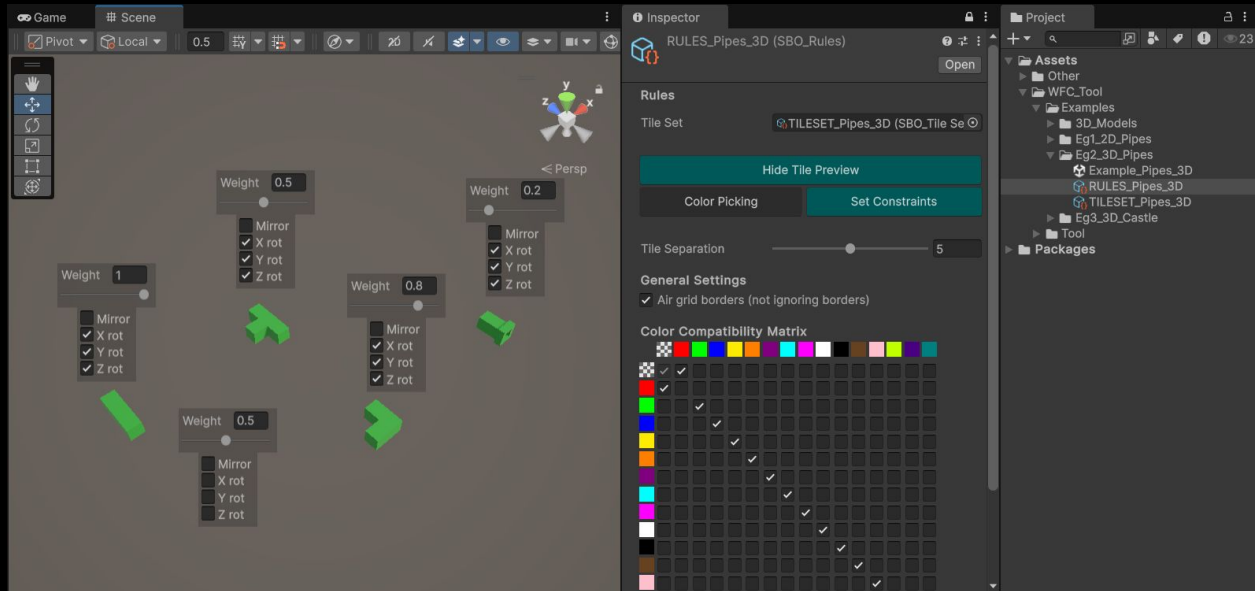 Game
# Scene
Pivot
Local
0.5
2D
y
z
x
Persp
Weight 0.5
Mirror
X rot
Y rot
Z rot
Weight 0.2
Mirror
X rot
Y rot
Z rot
Weight 1
Mirror
X rot
Y rot
Z rot
Weight 0.8
Mirror
X rot
Y rot
Z rot
Weight 0.5
Mirror
X rot
Y rot
Z rot
Inspector
RULES_Pipes_3D (SBO_Rules)
Open
Rules
Tile Set TILESET_Pipes_3D (SBO_Tile Se
Hide Tile Preview
Color Picking Set Constraints
Tile Separation 5
General Settings
Air grid borders (not ignoring borders)
Color Compatibility Matrix
Project
23
Assets
Other
WFC_Tool
Examples
3D_Models
Eg1_2D_Pipes
Eg2_3D_Pipes
Example_Pipes_3D
RULES_Pipes_3D
TILESET_Pipes_3D
Eg3_3D_Castle
Tool
Packages